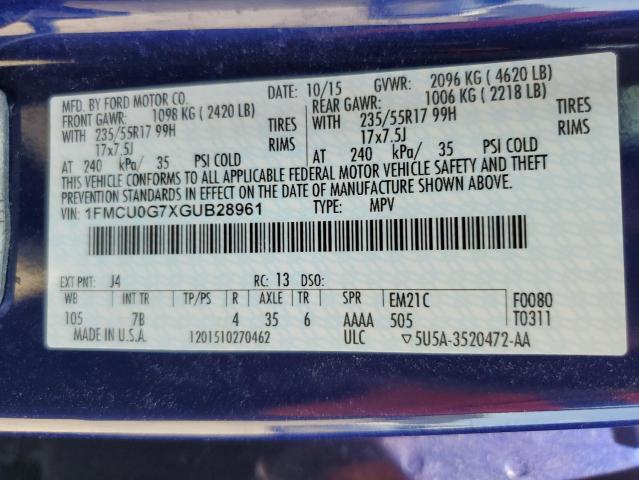 MFD. BY FORD MOTOR CO. DATE: 10/15 GVWR: 2096 KG ( 4620 LB)
FRONT GAWR: 1098 KG ( 2420 LB) REAR GAWR: 1006 KG ( 2218 LB)
WITH 235/55R17 99H TIRES WITH 235/55R17 99H TIRES
17x7.5J RIMS 17x7.5J RIMS
AT 240 kPa/ 35 PSI COLD AT 240 kPa/ 35 PSI COLD
THIS VEHICLE CONFORMS TO ALL APPLICABLE FEDERAL MOTOR VEHICLE SAFETY AND THEFT
PREVENTION STANDARDS IN EFFECT ON THE DATE OF MANUFACTURE SHOWN ABOVE.
VIN: 1FMCU0G7XGUB28961 TYPE: MPV
EXT PNT: J4 RC: 13 DSO:
WB INT TR TP/PS R AXLE TR SPR EM21C F0080
105 7B 4 35 6 AAAA 505 T0311
MADE IN U.S.A. 1201510270462 ULC ▽5U5A-3520472-AA